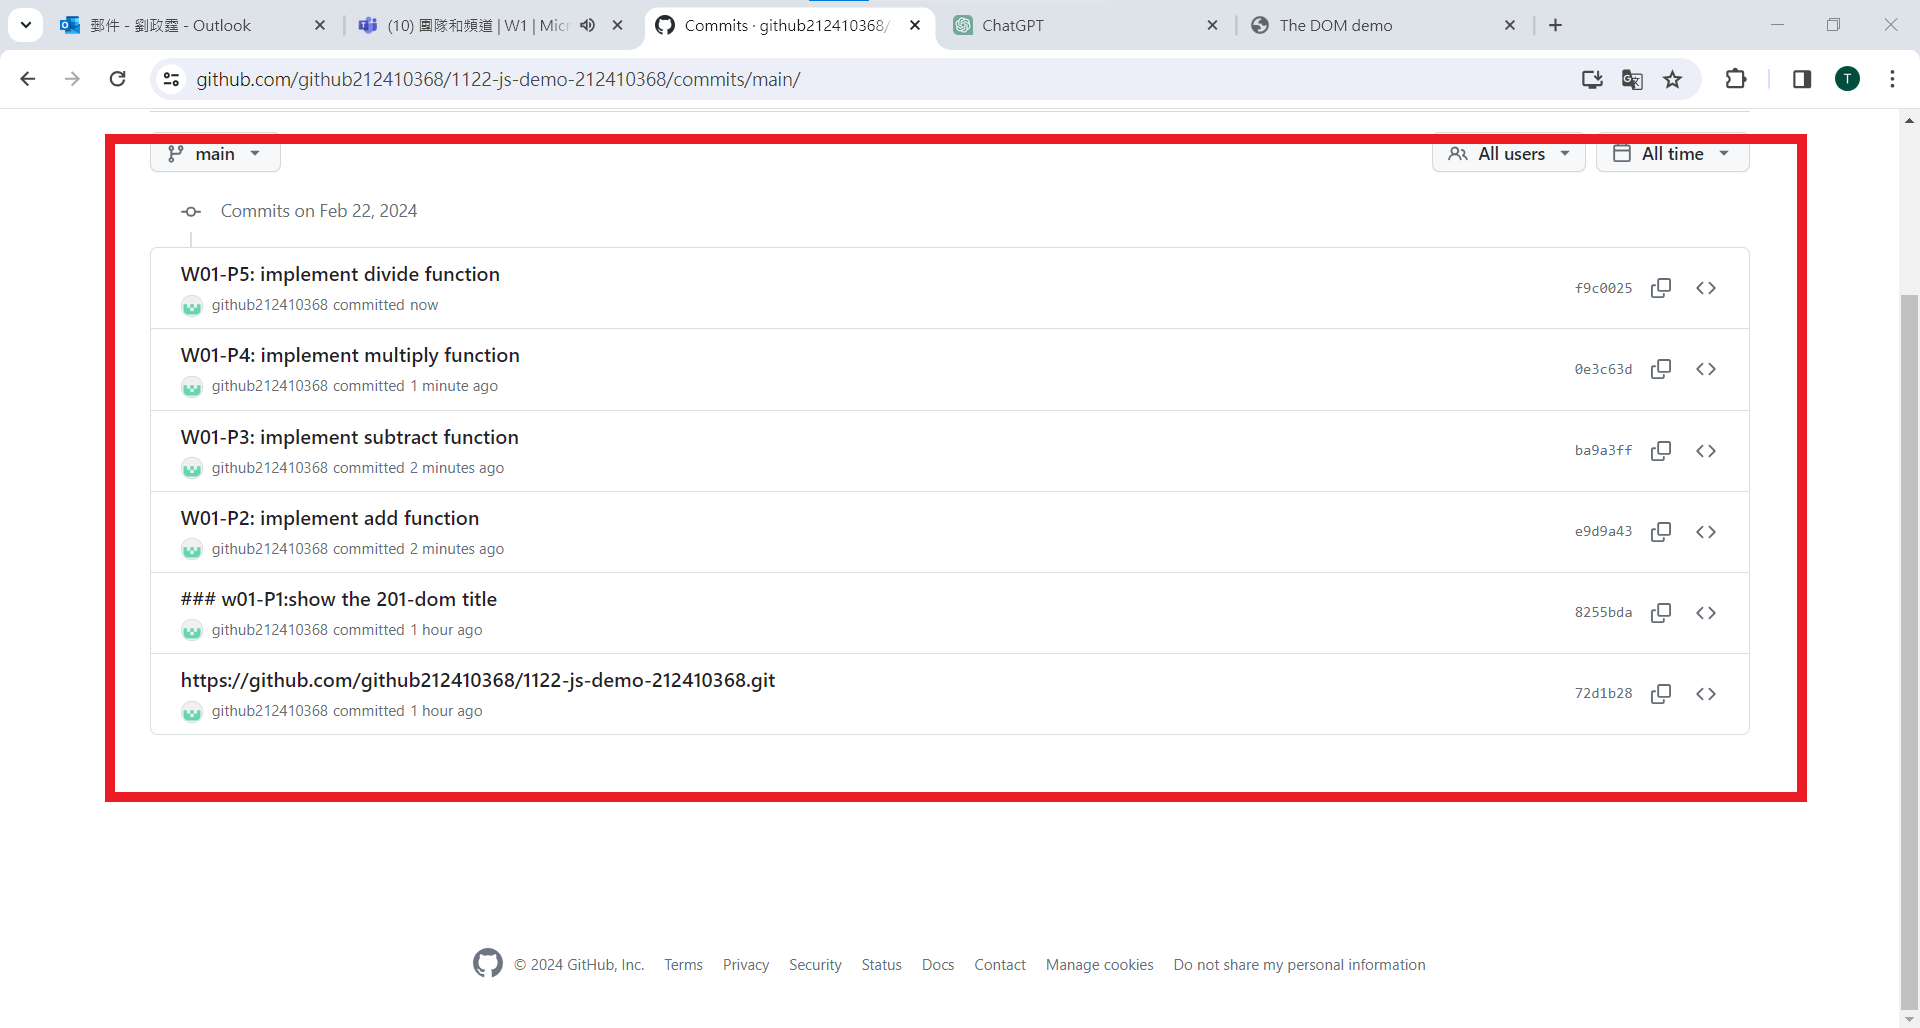 郵件 - 劉政霆 - Outlook
(10) 團隊和頻道 | W1 | Micr
Commits · github212410368/
ChatGPT
The DOM demo
github.com/github212410368/1122-js-demo-212410368/commits/main/
T
main
All users
All time
Commits on Feb 22, 2024
W01-P5: implement divide function
github212410368 committed now
f9c0025
W01-P4: implement multiply function
github212410368 committed 1 minute ago
0e3c63d
W01-P3: implement subtract function
github212410368 committed 2 minutes ago
ba9a3ff
W01-P2: implement add function
github212410368 committed 2 minutes ago
e9d9a43
### w01-P1:show the 201-dom title
github212410368 committed 1 hour ago
8255bda
https://github.com/github212410368/1122-js-demo-212410368.git
github212410368 committed 1 hour ago
72d1b28
© 2024 GitHub, Inc. Terms Privacy Security Status Docs Contact Manage cookies Do not share my personal information